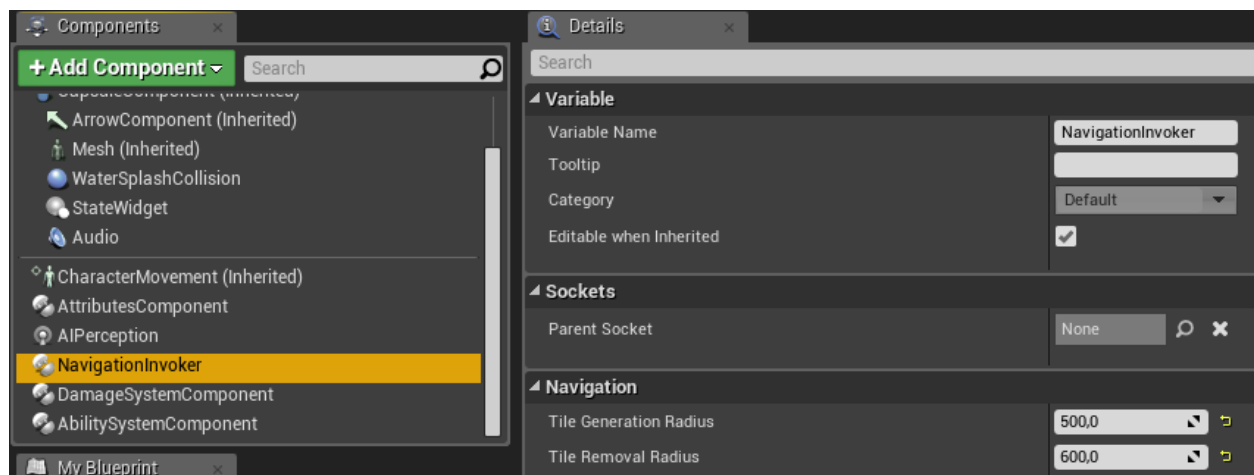 Components
+ Add Component
Search
CapsuleComponent (Inherited)
ArrowComponent (Inherited)
Mesh (Inherited)
WaterSplashCollision
StateWidget
Audio
CharacterMovement (Inherited)
AttributesComponent
AIPerception
NavigationInvoker
DamageSystemComponent
AbilitySystemComponent
My Blueprint
Details
Search
Variable
Variable Name NavigationInvoker
Tooltip
Category Default
Editable when Inherited
Sockets
Parent Socket None
Navigation
Tile Generation Radius 500,0
Tile Removal Radius 600,0